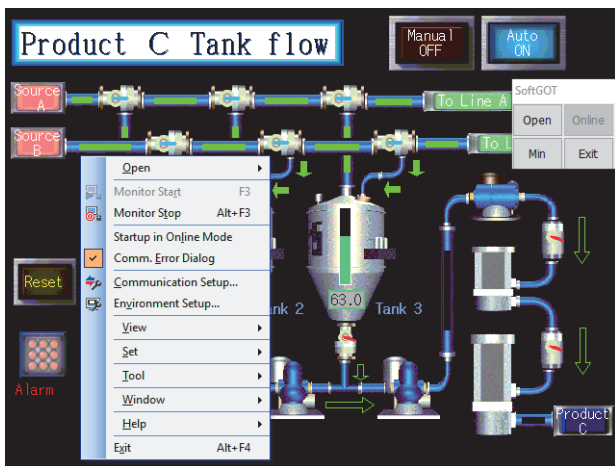 Product C Tank flow
Manual
OFF
Auto
ON
Source
A
To Line A
SoftGOT
Open
Online
Min
Exit
Source
B
To L
Open
Monitor Start F3
Monitor Stop Alt+F3
Startup in Online Mode
Comm. Error Dialog
Communication Setup...
Environment Setup...
View
Set
Tool
Window
Help
Exit Alt+F4
Reset
63.0
nk 2
Tank 3
Alarm
Product
C